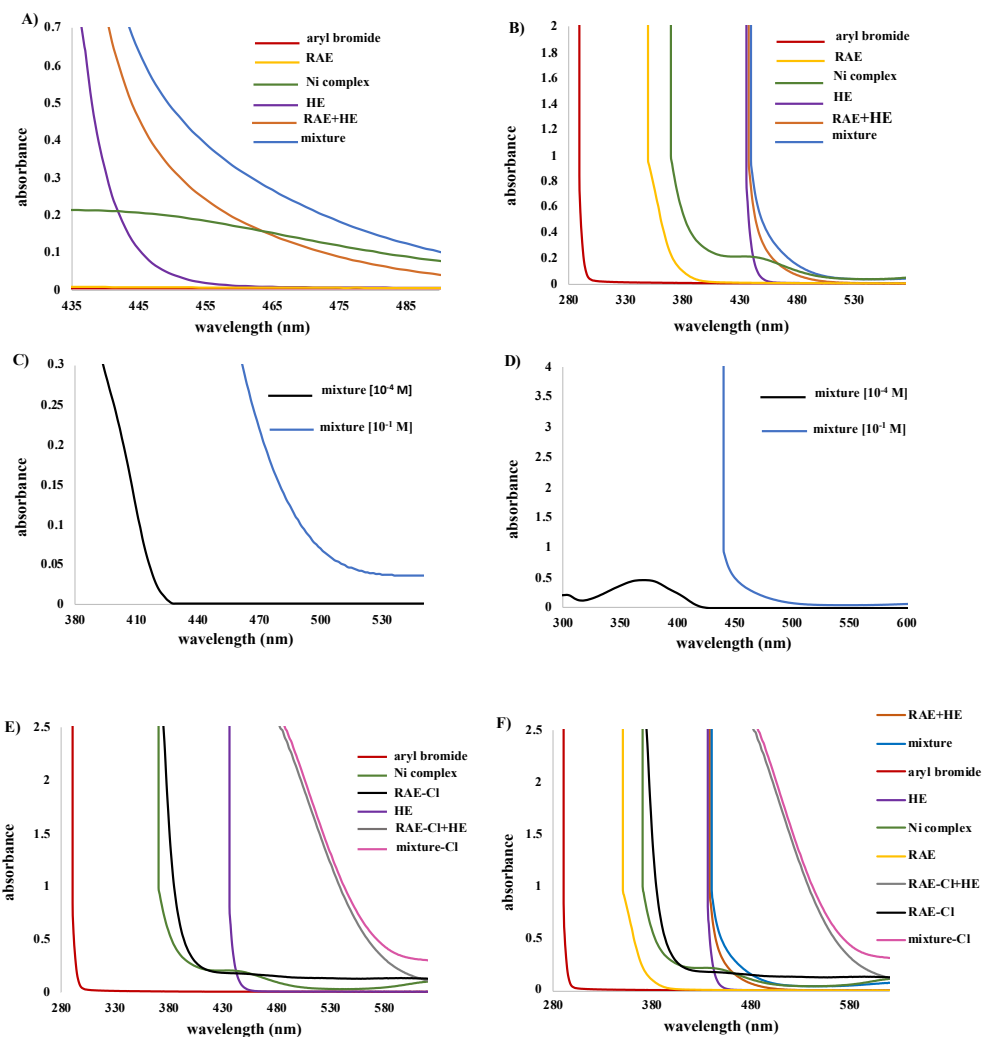 A)
0.7
0.6
0.5
0.4
0.3
0.2
0.1
0
absorbance
435 445 455 465 475 485
wavelength (nm)
aryl bromide
RAE
Ni complex
HE
RAE+HE
mixture
B)
2
1.8
1.6
1.4
1.2
1
0.8
0.6
0.4
0.2
0
absorbance
280 330 380 430 480 530
wavelength (nm)
aryl bromide
RAE
Ni complex
HE
RAE+HE
mixture
C)
0.3
0.25
0.2
0.15
0.1
0.05
0
absorbance
380 410 440 470 500 530
wavelength (nm)
mixture [10⁻⁴ M]
mixture [10⁻¹ M]
D)
4
3.5
3
2.5
2
1.5
1
0.5
0
absorbance
300 350 400 450 500 550 600
wavelength (nm)
mixture [10⁻⁴ M]
mixture [10⁻¹ M]
E)
2.5
2
1.5
1
0.5
0
absorbance
280 330 380 430 480 530 580
wavelength (nm)
aryl bromide
Ni complex
RAE-Cl
HE
RAE-Cl+HE
mixture-Cl
F)
2.5
2
1.5
1
0.5
0
absorbance
280 380 480 580
wavelength (nm)
RAE+HE
mixture
aryl bromide
HE
Ni complex
RAE
RAE-Cl+HE
RAE-Cl
mixture-Cl